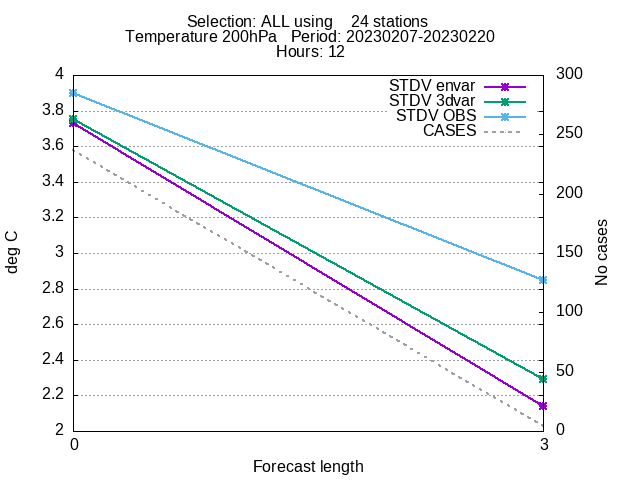 Selection: ALL using    24 stations
Temperature 200hPa   Period: 20230207-20230220
Hours: 12
4
3.8
3.6
3.4
3.2
3
2.8
2.6
2.4
2.2
2
deg C
STDV envar
STDV 3dvar
STDV OBS
CASES
300
250
200
150
100
50
0
No cases
0
3
Forecast length